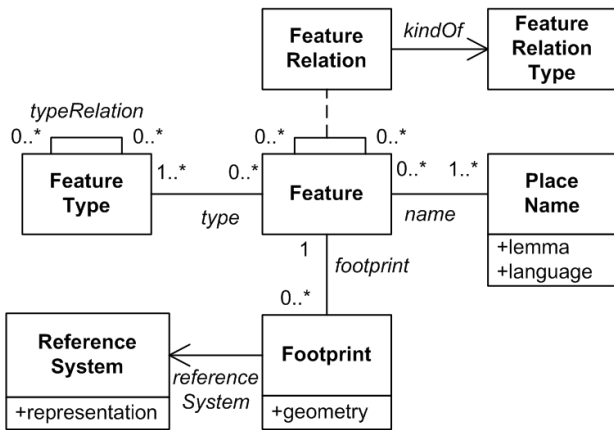 Feature
Relation
kindOf
Feature
Relation
Type
typeRelation
0..*
0..*
0..*
0..*
Feature
Type
1..*
0..*
type
Feature
0..*
1..*
name
Place
Name
+lemma
+language
1
footprint
0..*
Reference
System
+representation
reference
System
Footprint
+geometry